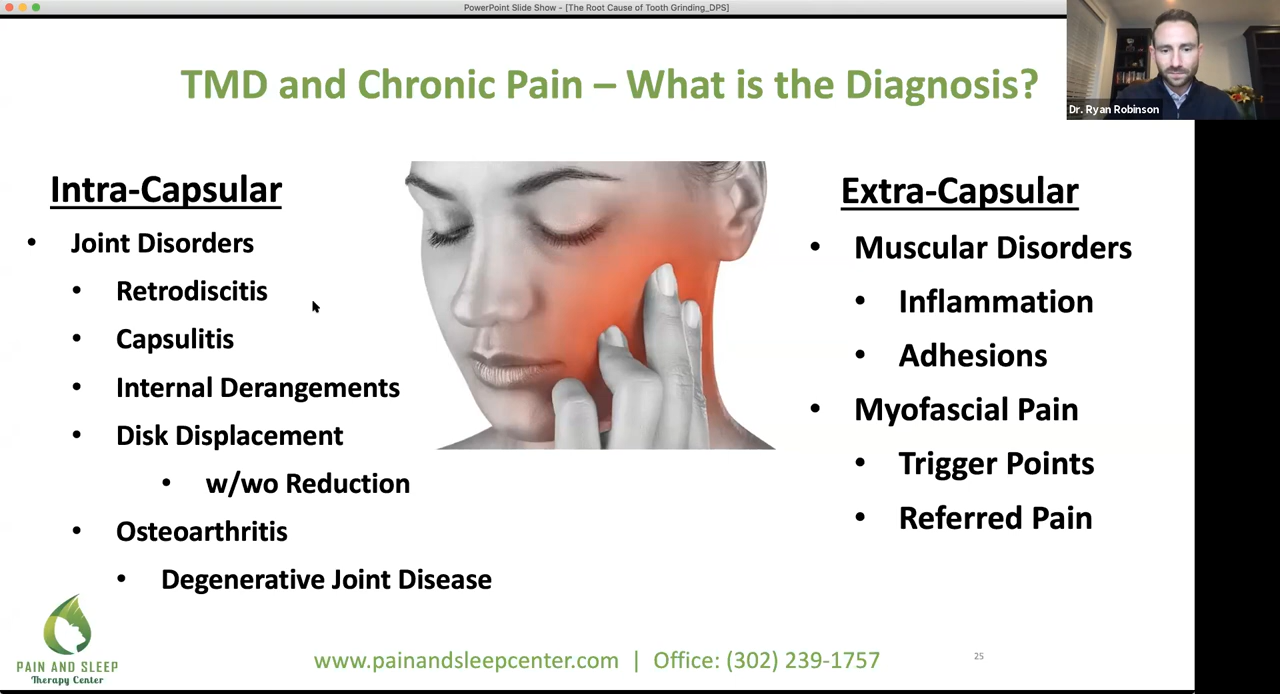 PowerPoint Slide Show - [The Root Cause of Tooth Grinding_DPS]
Dr. Ryan Robinson
TMD and Chronic Pain – What is the Diagnosis?
Intra-Capsular
• Joint Disorders
• Retrodiscitis
• Capsulitis
• Internal Derangements
• Disk Displacement
• w/wo Reduction
• Osteoarthritis
• Degenerative Joint Disease
Extra-Capsular
• Muscular Disorders
• Inflammation
• Adhesions
• Myofascial Pain
• Trigger Points
• Referred Pain
PAIN AND SLEEP
Therapy Center
www.painandsleepcenter.com | Office: (302) 239-1757
25